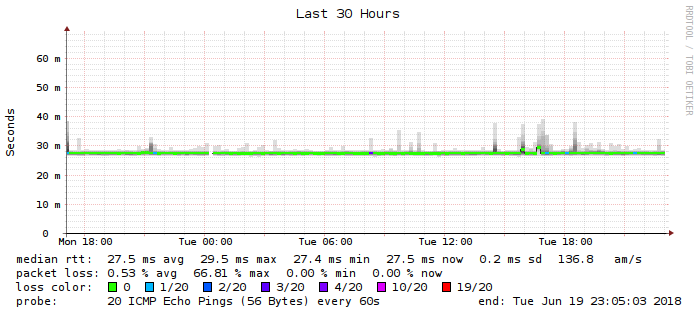 Last 30 Hours
RRDTOOL / TOBI OETIKER
Seconds
60 m
50 m
40 m
30 m
20 m
10 m
0
Mon 18:00 Tue 00:00 Tue 06:00 Tue 12:00 Tue 18:00
median rtt: 27.5 ms avg 29.5 ms max 27.4 ms min 27.5 ms now 0.2 ms sd 136.8 am/s
packet loss: 0.53 % avg 66.81 % max 0.00 % min 0.00 % now
loss color: 0 1/20 2/20 3/20 4/20 10/20 19/20
probe: 20 ICMP Echo Pings (56 Bytes) every 60s end: Tue Jun 19 23:05:03 2018